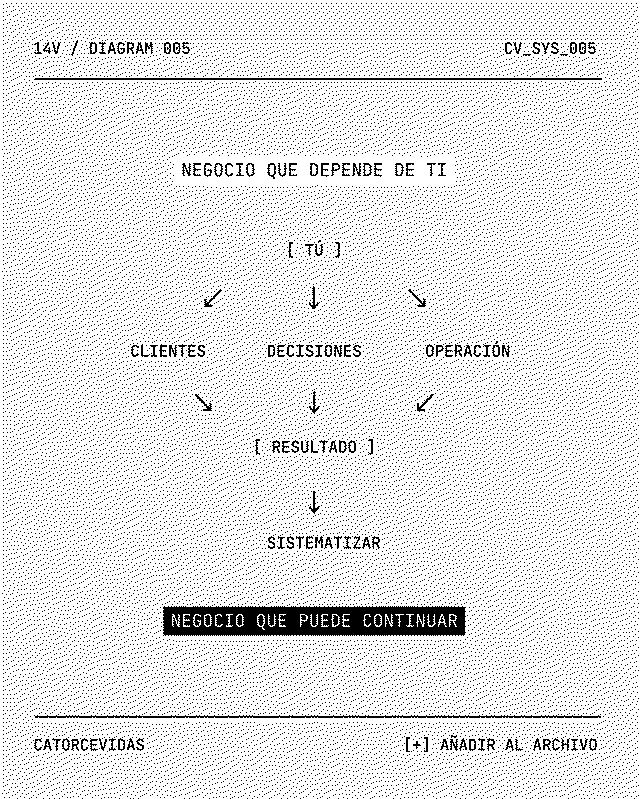 14V / DIAGRAM 005 CV_SYS_005
NEGOCIO QUE DEPENDE DE TI
[ TÚ ]
↙ ↓ ↘
CLIENTES DECISIONES OPERACIÓN
↘ ↓ ↙
[ RESULTADO ]
↓
SISTEMATIZAR
NEGOCIO QUE PUEDE CONTINUAR
CATORCEVIDAS [+] AÑADIR AL ARCHIVO